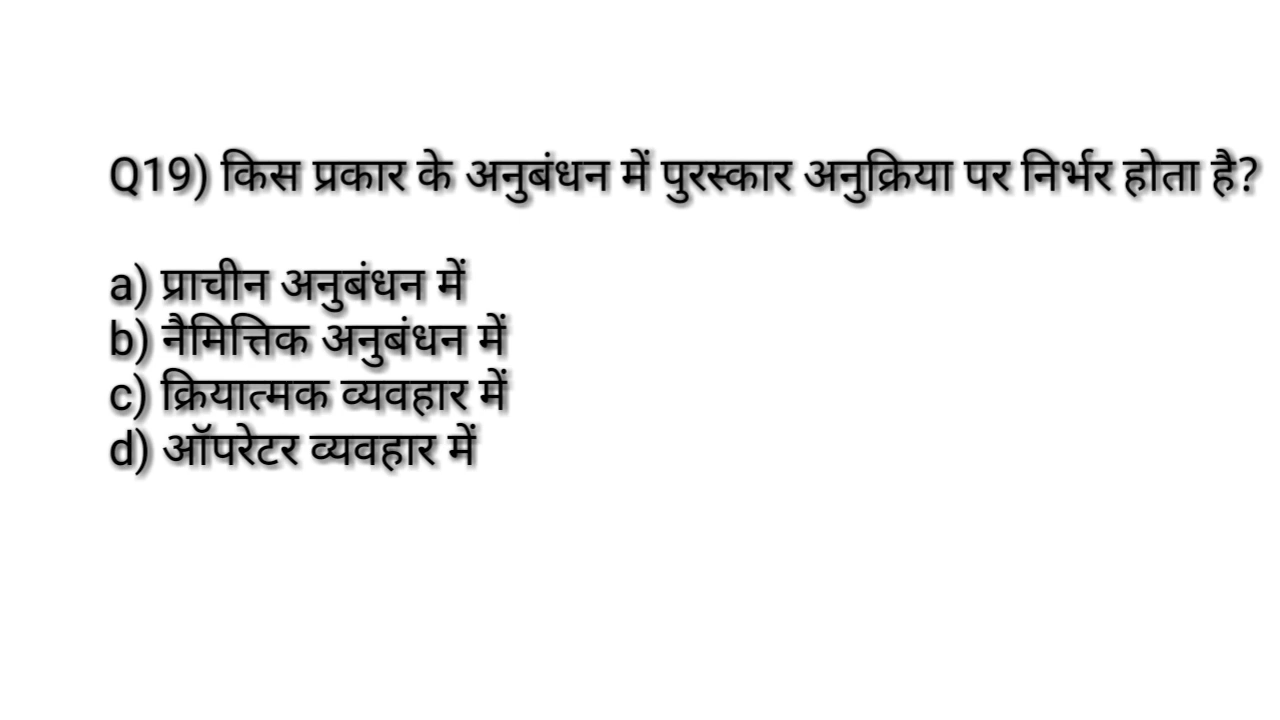 Q19) किस प्रकार के अनुबंधन में पुरस्कार अनुक्रिया पर निर्भर होता है?
a) प्राचीन अनुबंधन में
b) नैमित्तिक अनुबंधन में
c) क्रियात्मक व्यवहार में
d) ऑपरेटर व्यवहार में